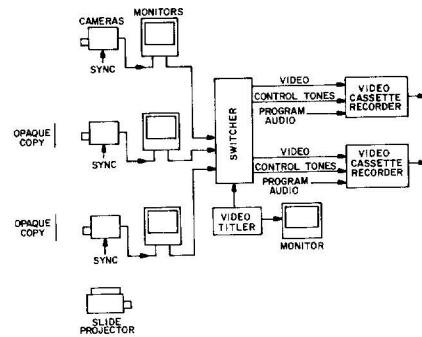 CAMERAS
MONITORS
SYNC
OPAQUE
COPY
SYNC
OPAQUE
COPY
SYNC
SLIDE
PROJECTOR
SWITCHER
VIDEO
CONTROL TONES
PROGRAM
AUDIO
VIDEO
CASSETTE
RECORDER
VIDEO
CONTROL TONES
PROGRAM
AUDIO
VIDEO
CASSETTE
RECORDER
VIDEO
TITLER
MONITOR